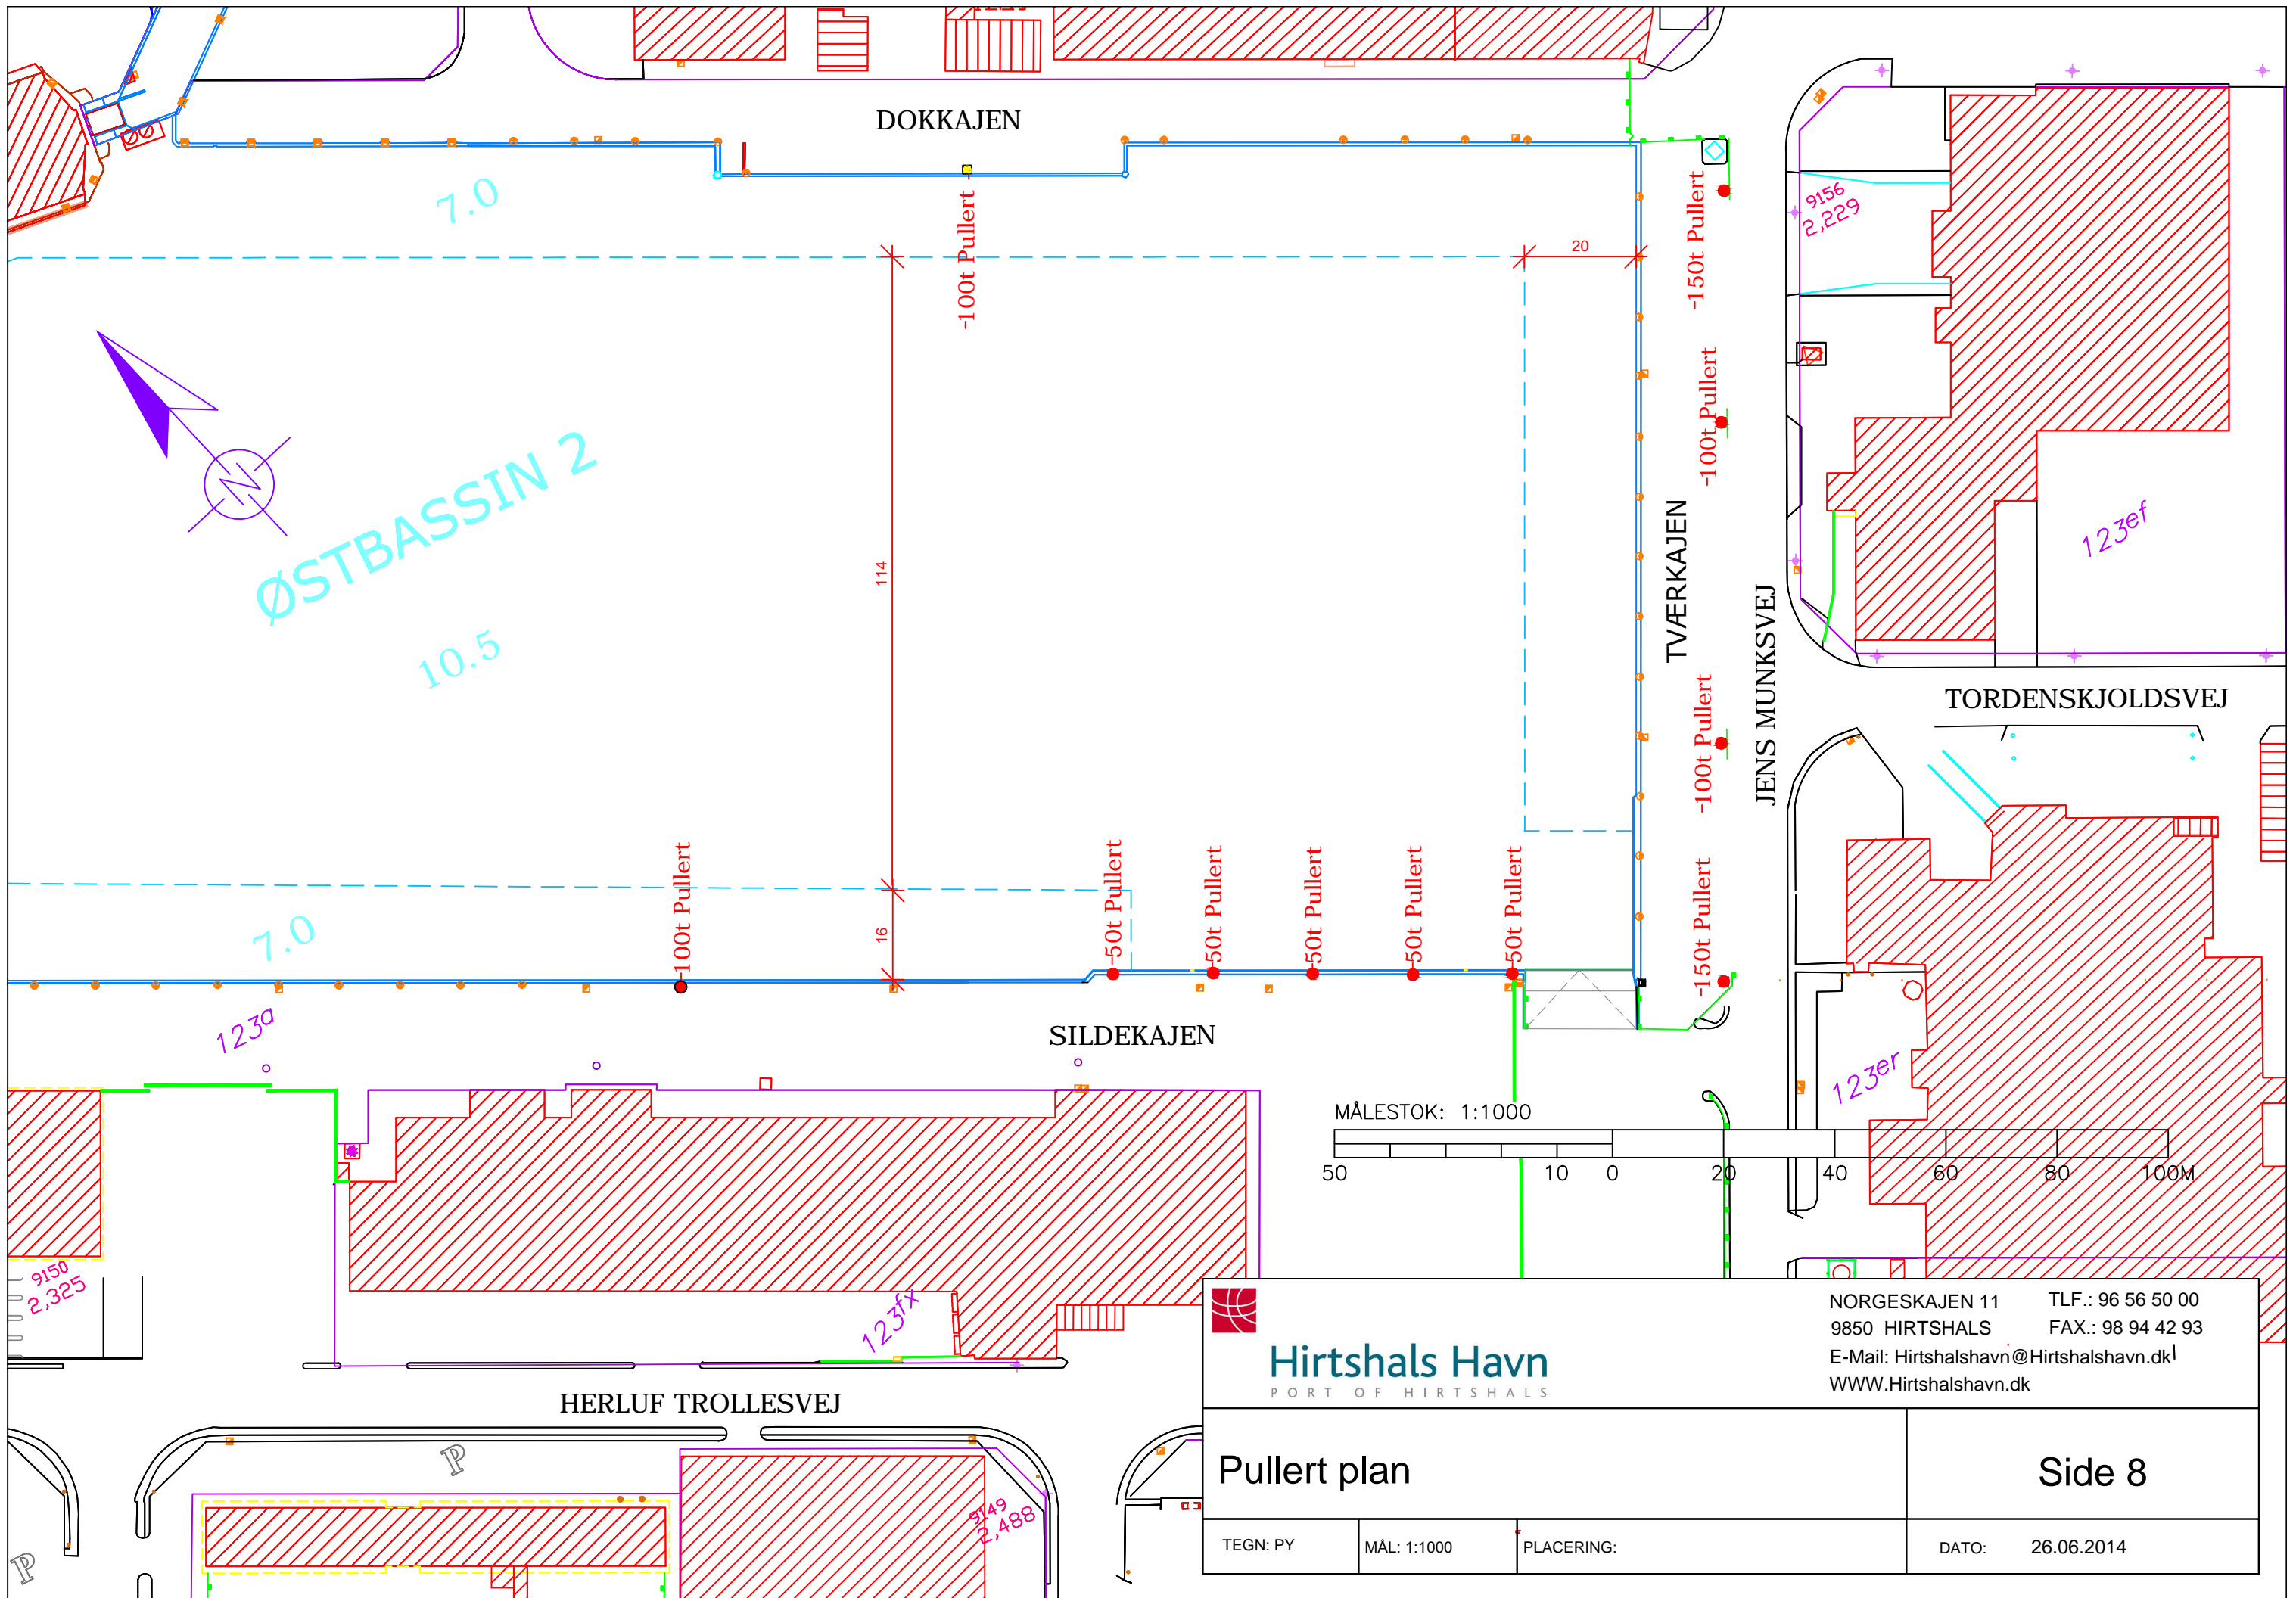 DOKKAJEN
7.0
-100t Pullert
-150t Pullert
9156
2,229
20
-100t Pullert
N
ØSTBASSIN 2
10.5
114
TVÆRKAJEN
123ef
JENS MUNKSVEJ
TORDENSKJOLDSVEJ
-100t Pullert
-100t Pullert
-50t Pullert
-50t Pullert
-50t Pullert
-50t Pullert
-50t Pullert
-150t Pullert
7.0
16
123a
SILDEKAJEN
123er
MÅLESTOK: 1:1000
50 10 0 20 40 60 80 100M
9150
2,325
123fx
HERLUF TROLLESVEJ
P
P
9149
2,488
Hirtshals Havn
PORT OF HIRTSHALS
NORGESKAJEN 11 TLF.: 96 56 50 00
9850 HIRTSHALS FAX.: 98 94 42 93
E-Mail: Hirtshalshavn@Hirtshalshavn.dk
WWW.Hirtshalshavn.dk
Pullert plan
Side 8
TEGN: PY
MÅL: 1:1000
PLACERING:
DATO: 26.06.2014